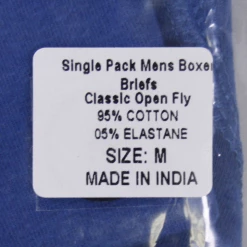 Single Pack Mens Boxer
Briefs
Classic Open Fly
95% COTTON
05% ELASTANE
SIZE: M
MADE IN INDIA